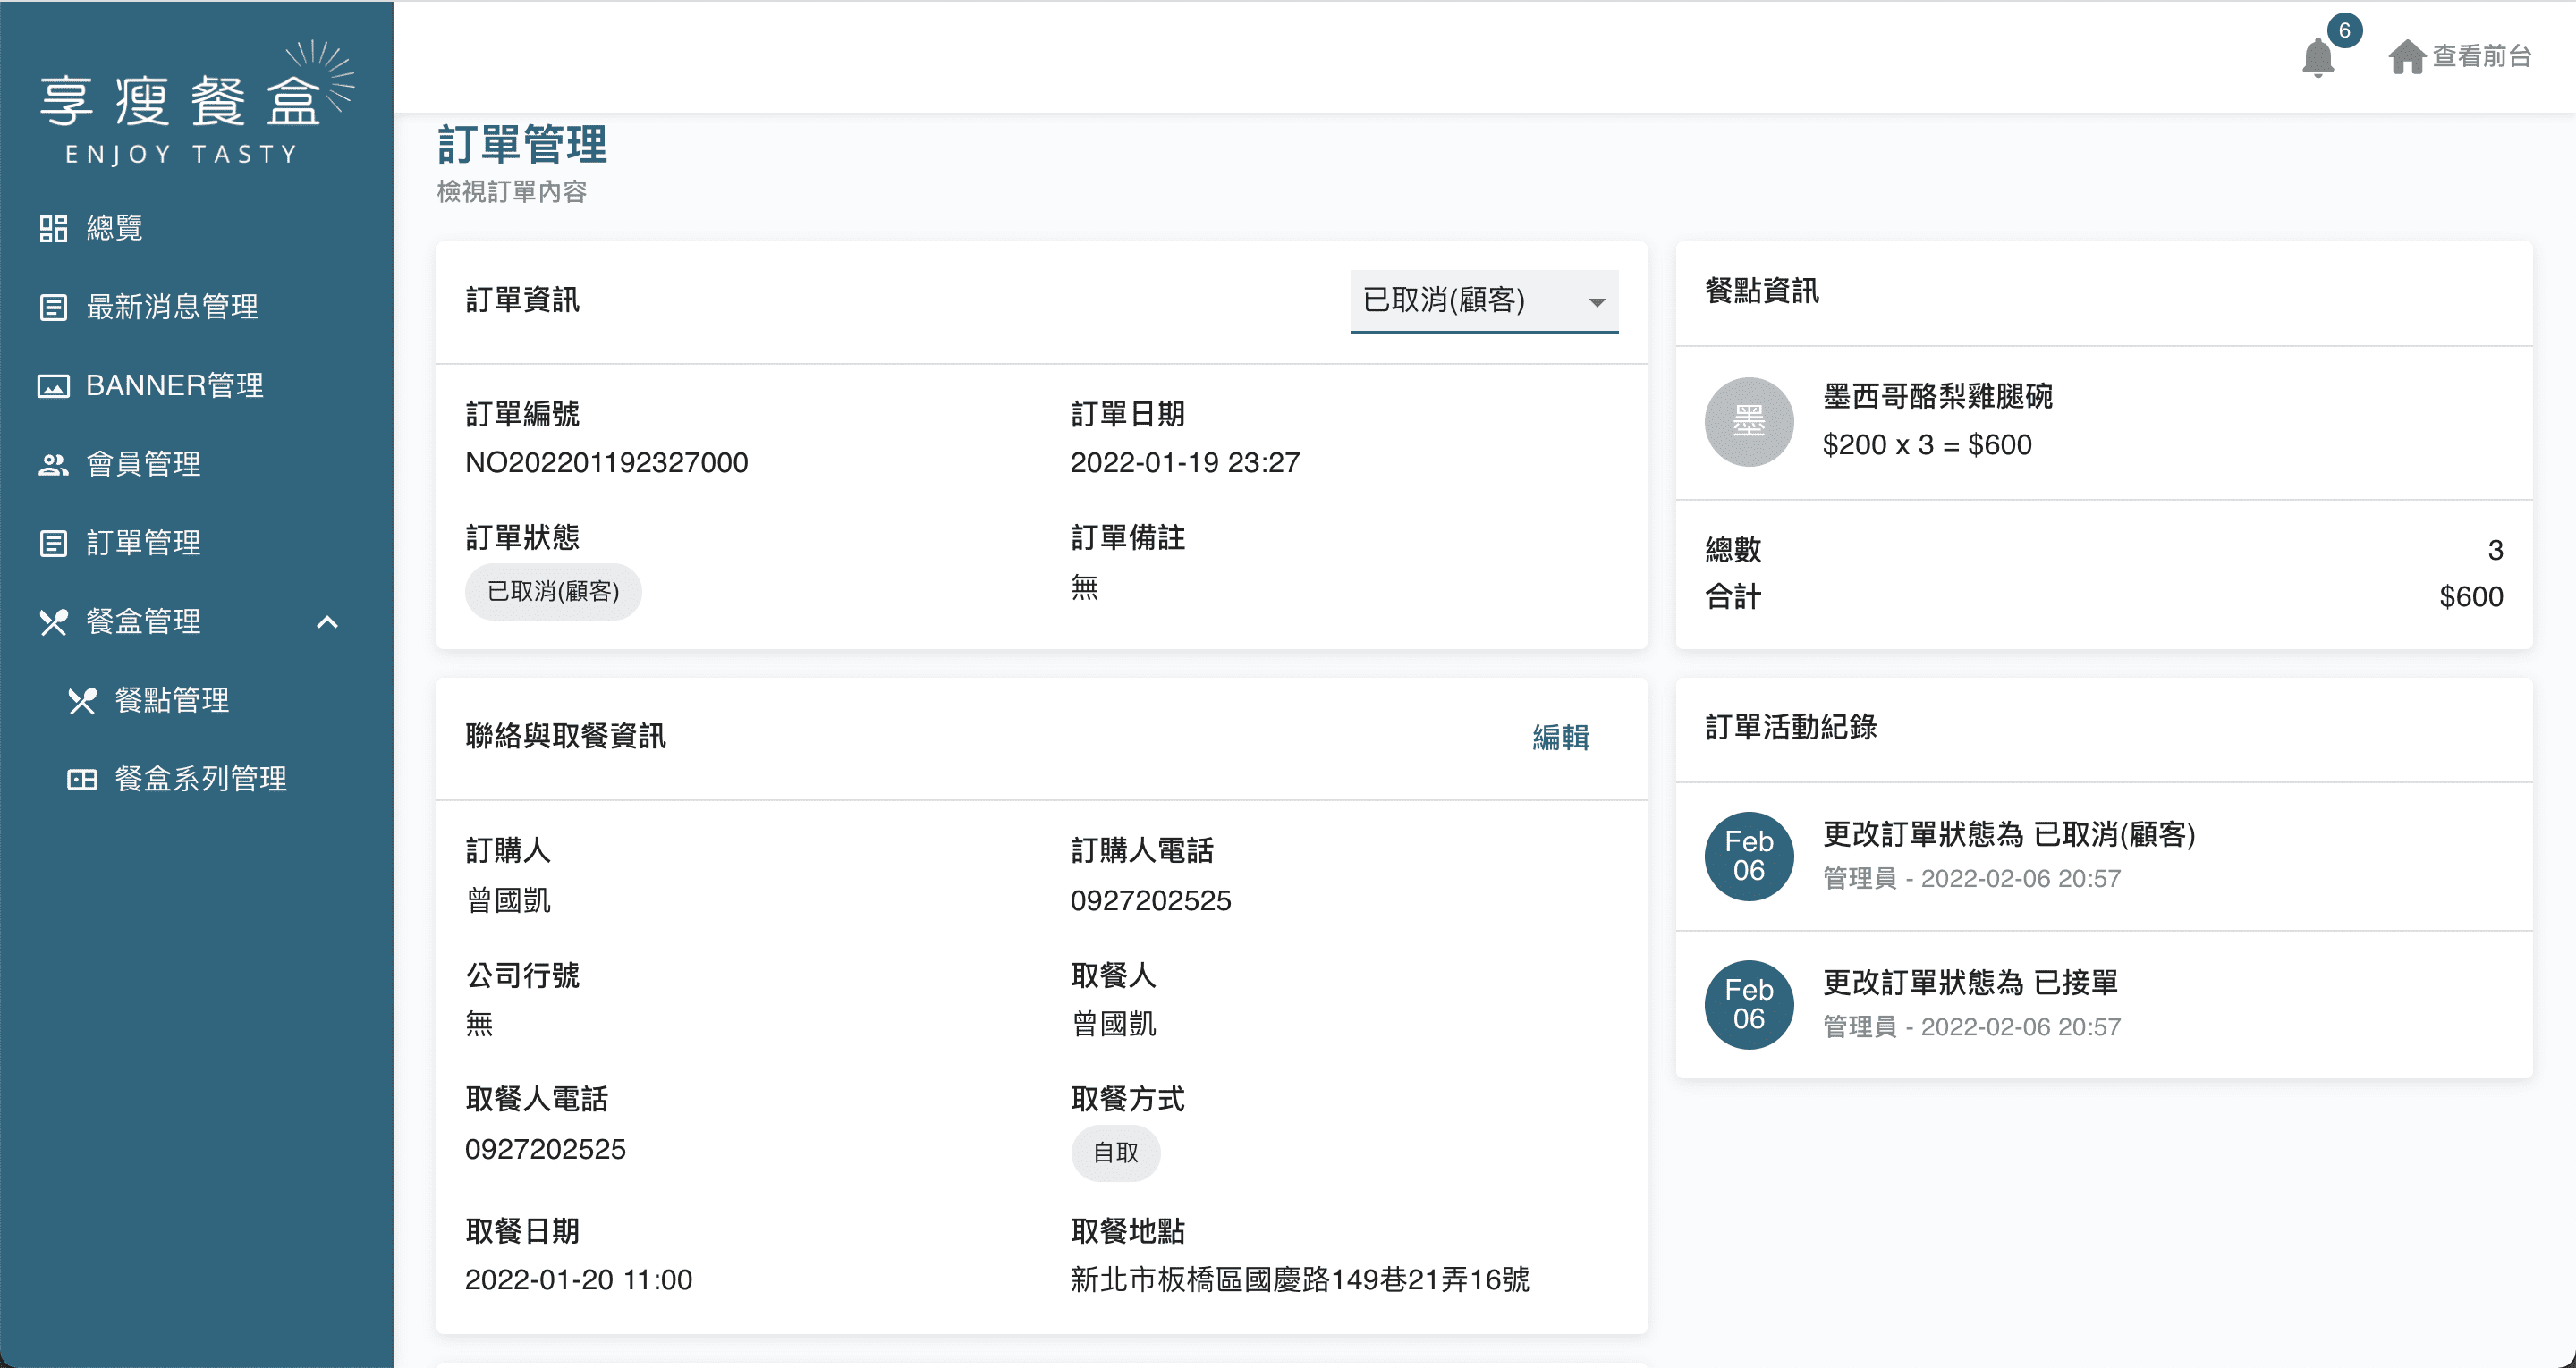 享瘦餐盒
ENJOY TASTY
總覽
最新消息管理
BANNER管理
會員管理
訂單管理
餐盒管理
餐點管理
餐盒系列管理
6
查看前台
訂單管理
檢視訂單內容
訂單資訊
已取消(顧客)
訂單編號
NO202201192327000
訂單日期
2022-01-19 23:27
訂單狀態
已取消(顧客)
訂單備註
無
餐點資訊
墨
墨西哥酪梨雞腿碗
$200 x 3 = $600
總數 3
合計 $600
聯絡與取餐資訊
編輯
訂購人
曾國凱
訂購人電話
0927202525
公司行號
無
取餐人
曾國凱
取餐人電話
0927202525
取餐方式
自取
取餐日期
2022-01-20 11:00
取餐地點
新北市板橋區國慶路149巷21弄16號
訂單活動紀錄
Feb
06
更改訂單狀態為 已取消(顧客)
管理員 - 2022-02-06 20:57
Feb
06
更改訂單狀態為 已接單
管理員 - 2022-02-06 20:57